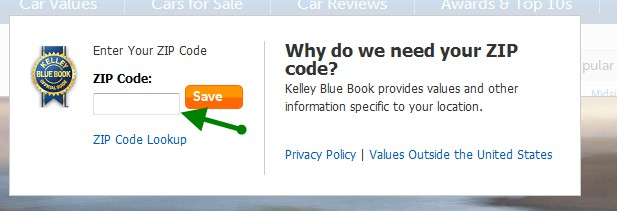 Car Values Cars for Sale Car Reviews Awards & Top 10s
Enter Your ZIP Code
ZIP Code:
Save
ZIP Code Lookup
KELLEY
BLUE BOOK
Why do we need your ZIP
code?
Kelley Blue Book provides values and other
information specific to your location.
Privacy Policy | Values Outside the United States
pular
Midsi